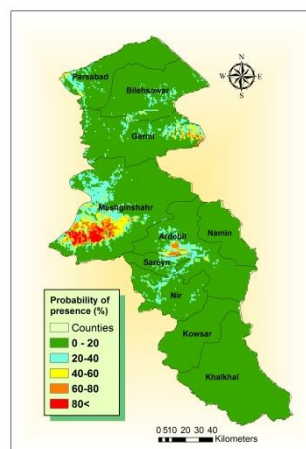 N
W E
S
Parsabad
Bilehsowar
Germi
Meshginshahr
Namin
Ardebil
Sareyn
Nir
Kowsar
Khalkhal
Probability of
presence (%)
Counties
0 - 20
20-40
40-60
60-80
80<
0 5 10 20 30 40
Kilometers